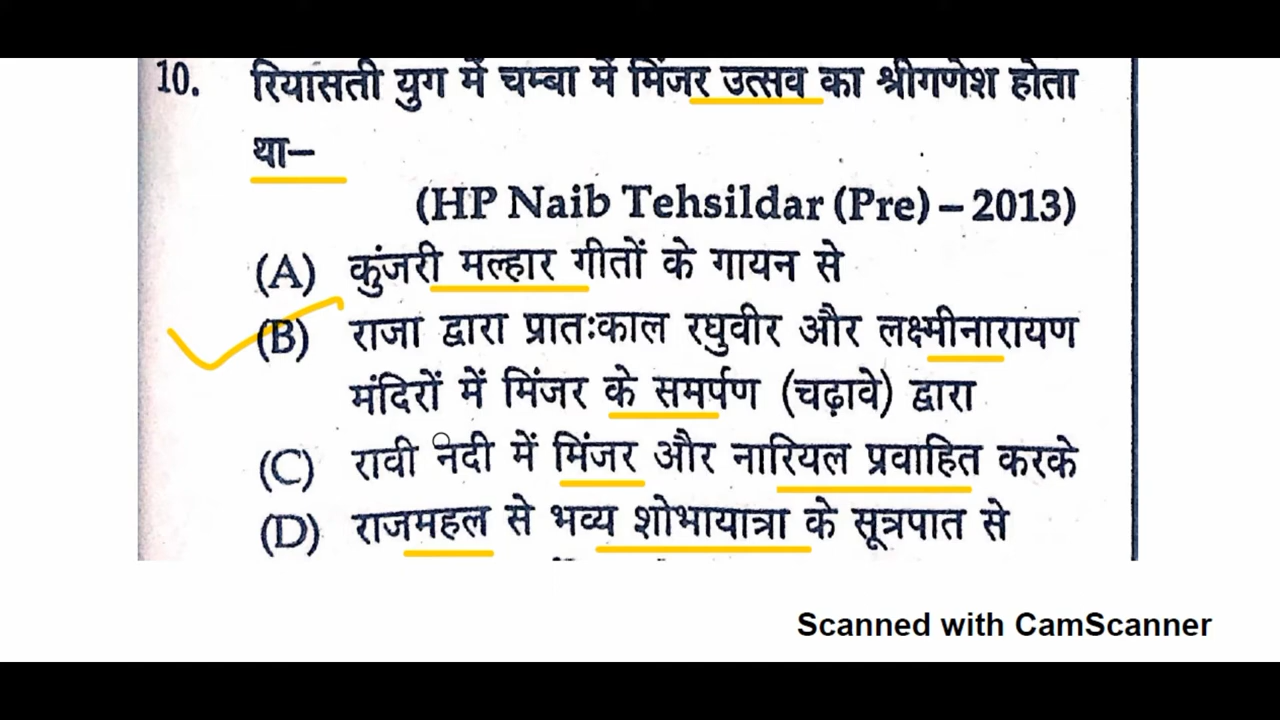 10. रियासती युग में चम्बा में मिंजर उत्सव का श्रीगणेश होता
था–
(HP Naib Tehsildar (Pre) – 2013)
(A) कुंजरी मल्हार गीतों के गायन से
(B) राजा द्वारा प्रातःकाल रघुवीर और लक्ष्मीनारायण
मंदिरों में मिंजर के समर्पण (चढ़ावे) द्वारा
(C) रावी नदी में मिंजर और नारियल प्रवाहित करके
(D) राजमहल से भव्य शोभायात्रा के सूत्रपात से
Scanned with CamScanner